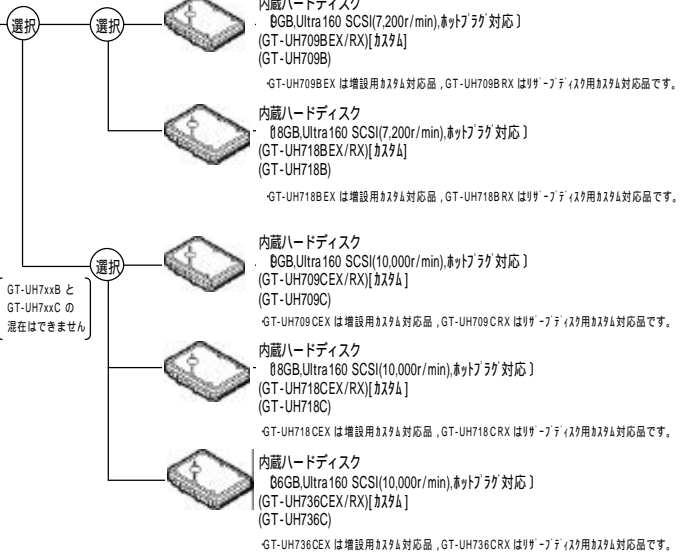 内蔵ハードディスク
選択
選択
〔9GB,Ultra160 SCSI(7,200r/min),ホットプラグ対応〕
(GT-UH709BEX/RX)[カスタム]
(GT-UH709B)
・GT-UH709BEX は増設用カスタム対応品 , GT-UH709BRX はリザーブディスク用カスタム対応品です。
内蔵ハードディスク
〔18GB,Ultra160 SCSI(7,200r/min),ホットプラグ対応〕
(GT-UH718BEX/RX)[カスタム]
(GT-UH718B)
・GT-UH718BEX は増設用カスタム対応品 , GT-UH718BRX はリザーブディスク用カスタム対応品です。
選択
GT-UH7xxB と
GT-UH7xxC の
混在はできません
内蔵ハードディスク
〔9GB,Ultra160 SCSI(10,000r/min),ホットプラグ対応〕
(GT-UH709CEX/RX)[カスタム]
(GT-UH709C)
・GT-UH709CEX は増設用カスタム対応品 , GT-UH709CRX はリザーブディスク用カスタム対応品です。
内蔵ハードディスク
〔18GB,Ultra160 SCSI(10,000r/min),ホットプラグ対応〕
(GT-UH718CEX/RX)[カスタム]
(GT-UH718C)
・GT-UH718CEX は増設用カスタム対応品 , GT-UH718CRX はリザーブディスク用カスタム対応品です。
内蔵ハードディスク
〔36GB,Ultra160 SCSI(10,000r/min),ホットプラグ対応〕
(GT-UH736CEX/RX)[カスタム]
(GT-UH736C)
・GT-UH736CEX は増設用カスタム対応品 , GT-UH736CRX はリザーブディスク用カスタム対応品です。